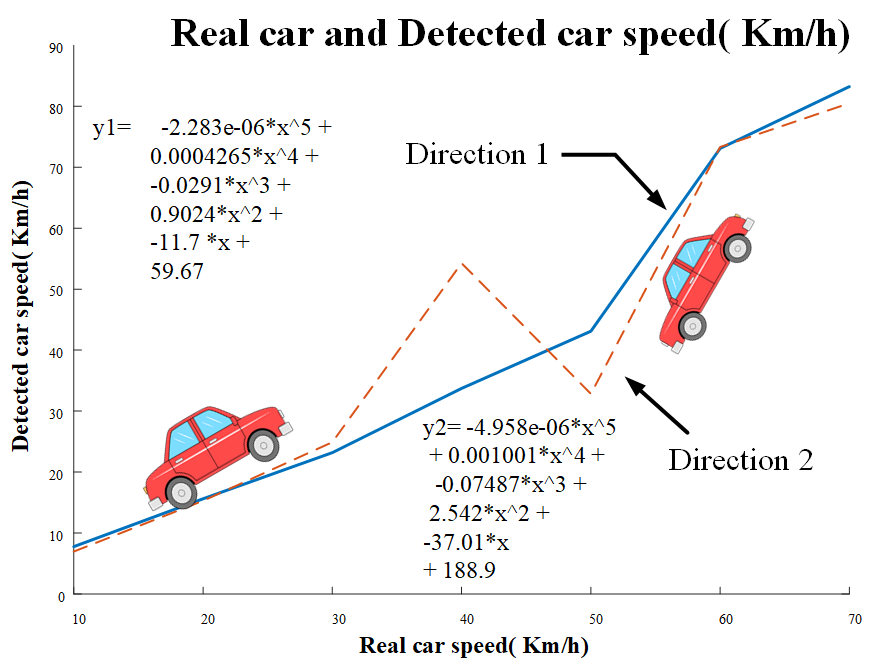 Real car and Detected car speed( Km/h)
90
80
70
60
50
40
30
20
10
0
Detected car speed( Km/h)
y1= -2.283e-06*x^5 +
0.0004265*x^4 +
-0.0291*x^3 +
0.9024*x^2 +
-11.7 *x +
59.67
Direction 1
y2= -4.958e-06*x^5
+ 0.001001*x^4 +
-0.07487*x^3 +
2.542*x^2 +
-37.01*x
+ 188.9
Direction 2
10 20 30 40 50 60 70
Real car speed( Km/h)